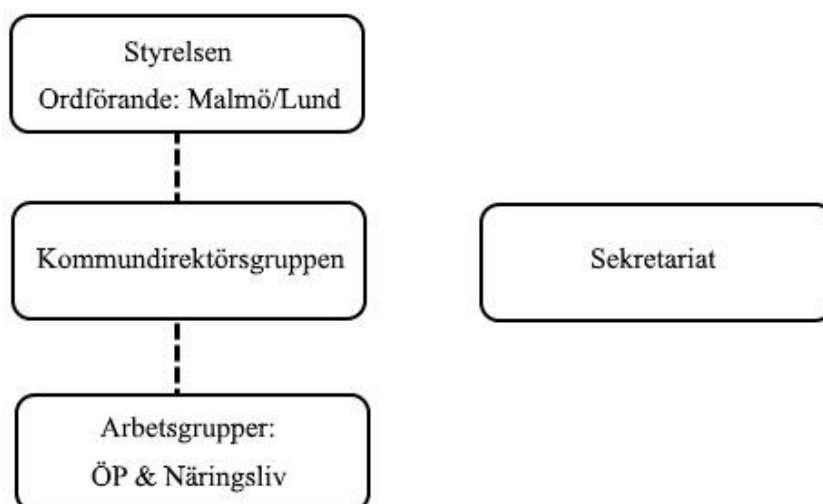 Styrelsen
Ordförande: Malmö/Lund
Kommundirektörsgruppen
Sekretariat
Arbetsgrupper:
ÖP & Näringsliv